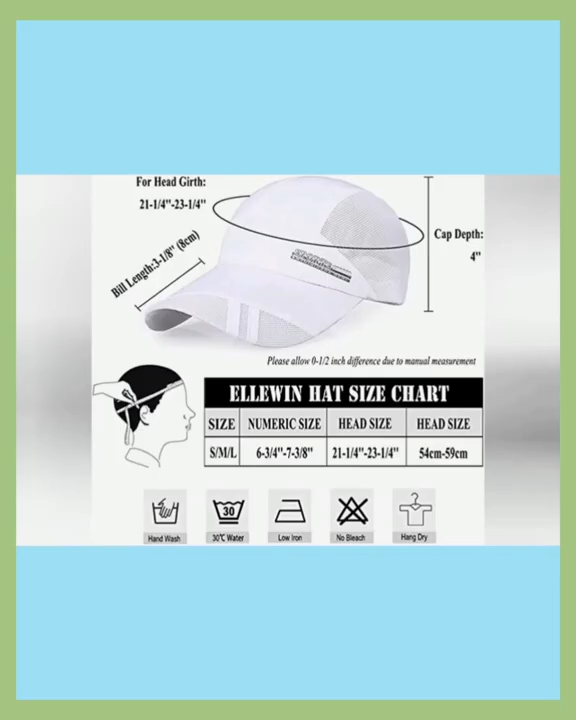 For Head Girth:
21-1/4"-23-1/4"
Bill Length:3-1/8" (8cm)
Cap Depth:
4"
Please allow 0-1/2 inch difference due to manual measurement
ELLEWIN HAT SIZE CHART
SIZE NUMERIC SIZE HEAD SIZE HEAD SIZE
S/M/L 6-3/4"-7-3/8" 21-1/4"-23-1/4" 54cm-59cm
30
Hand Wash 30℃ Water Low Iron No Bleach Hang Dry